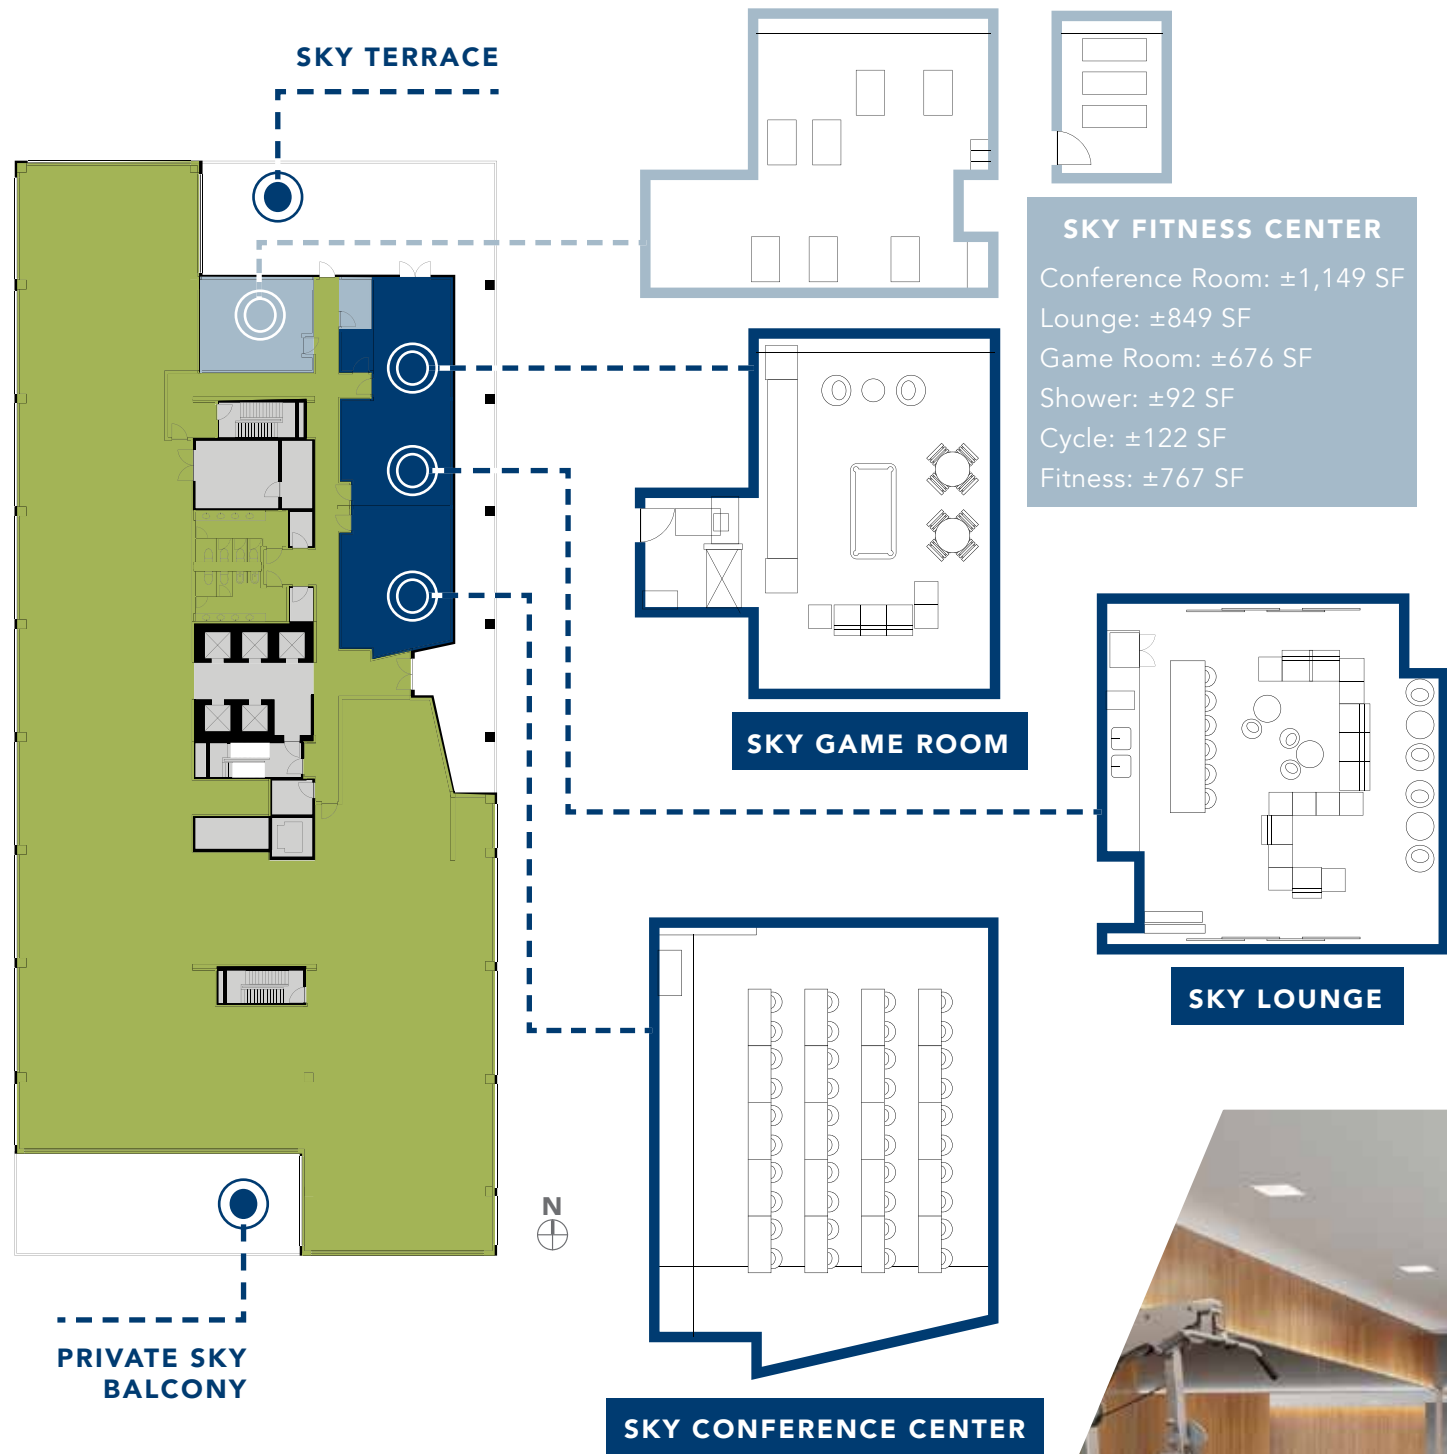 SKY TERRACE
SKY FITNESS CENTER
Conference Room: ±1,149 SF
Lounge: ±849 SF
Game Room: ±676 SF
Shower: ±92 SF
Cycle: ±122 SF
Fitness: ±767 SF
SKY GAME ROOM
SKY LOUNGE
N
PRIVATE SKY
BALCONY
SKY CONFERENCE CENTER